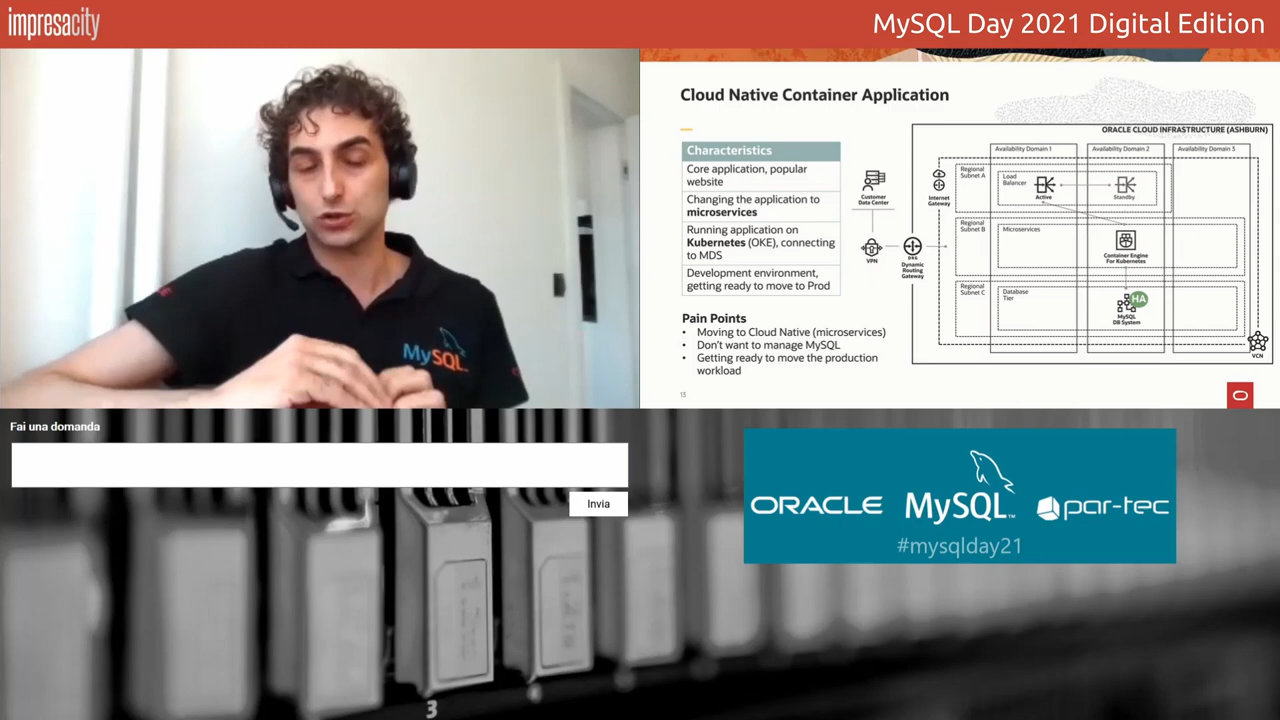 impresacity
MySQL Day 2021 Digital Edition
MySQL
Cloud Native Container Application
Characteristics
Core application, popular
website
Changing the application to
microservices
Running application on
Kubernetes (OKE), connecting
to MDS
Development environment,
getting ready to move to Prod
Pain Points
• Moving to Cloud Native (microservices)
• Don't want to manage MySQL
• Getting ready to move the production
workload
13
ORACLE CLOUD INFRASTRUCTURE (ASHBURN)
Availability Domain 1
Availability Domain 2
Availability Domain 3
Customer
Data Center
VPN
DRG
Dynamic
Routing
Gateway
Internet
Gateway
Regional
Subnet A
Load
Balancer
Active
Standby
Regional
Subnet B
Microservices
Container Engine
For Kubernetes
Regional
Subnet C
Database
Tier
HA
MySQL
DB System
VCN
Fai una domanda
Invia
ORACLE
MySQL™
par-tec
#mysqlday21
3
4